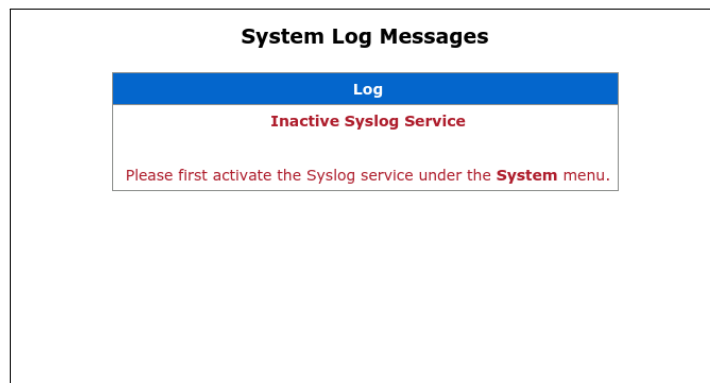 System Log Messages
Log
Inactive Syslog Service
Please first activate the Syslog service under the System menu.